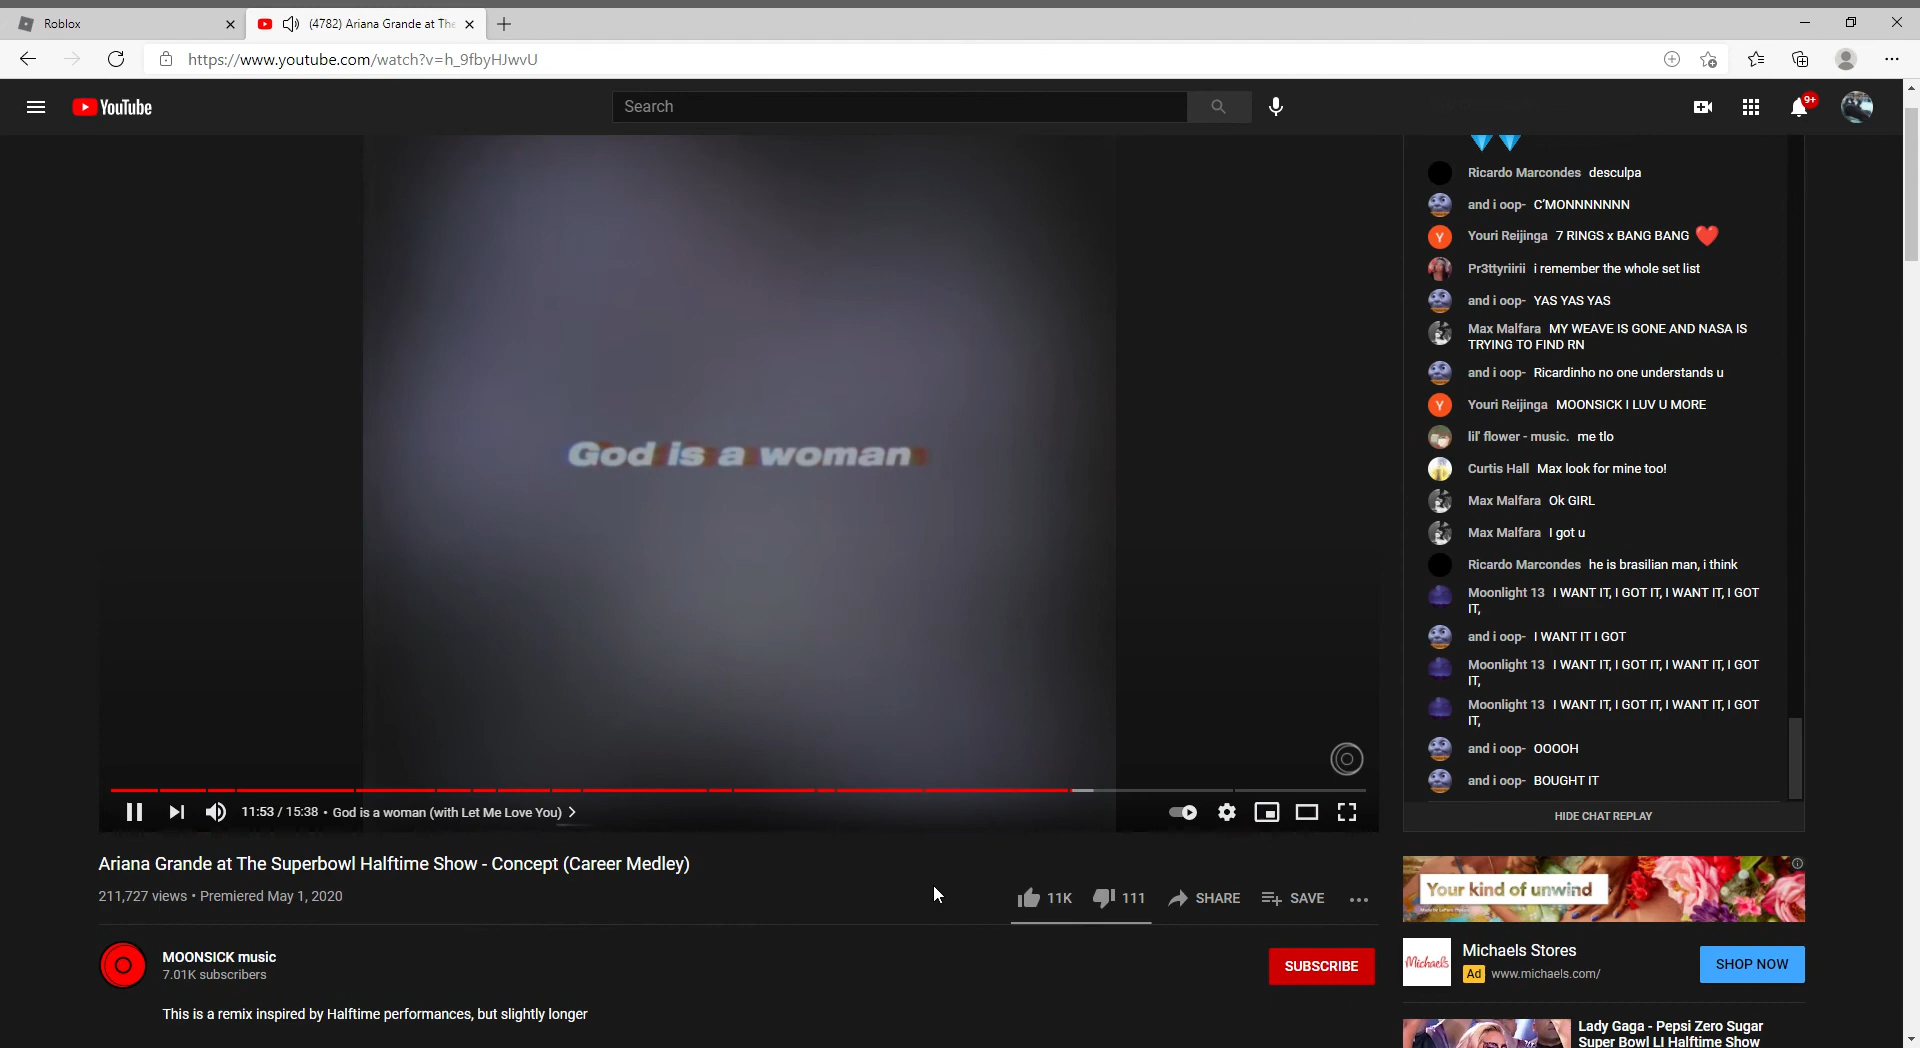 Roblox
(4782) Ariana Grande at The
https://www.youtube.com/watch?v=h_9fbyHJwvU
YouTube
Search
9+
God is a woman
11:53 / 15:38 • God is a woman (with Let Me Love You)
Ricardo Marcondes desculpa
and i oop- C'MONNNNNNN
Y Youri Reijinga 7 RINGS x BANG BANG ❤️
Pr3ttyriirii i remember the whole set list
and i oop- YAS YAS YAS
Max Malfara MY WEAVE IS GONE AND NASA IS
TRYING TO FIND RN
and i oop- Ricardinho no one understands u
Y Youri Reijinga MOONSICK I LUV U MORE
lil' flower - music. me tlo
Curtis Hall Max look for mine too!
Max Malfara Ok GIRL
Max Malfara I got u
Ricardo Marcondes he is brasilian man, i think
Moonlight 13 I WANT IT, I GOT IT, I WANT IT, I GOT
IT,
and i oop- I WANT IT I GOT
Moonlight 13 I WANT IT, I GOT IT, I WANT IT, I GOT
IT,
Moonlight 13 I WANT IT, I GOT IT, I WANT IT, I GOT
IT,
and i oop- OOOOH
and i oop- BOUGHT IT
HIDE CHAT REPLAY
Ariana Grande at The Superbowl Halftime Show - Concept (Career Medley)
211,727 views • Premiered May 1, 2020
11K 111 SHARE SAVE
MOONSICK music
7.01K subscribers
SUBSCRIBE
This is a remix inspired by Halftime performances, but slightly longer
Your kind of unwind
Michaels
Michaels Stores
Ad www.michaels.com/
SHOP NOW
Lady Gaga - Pepsi Zero Sugar
Super Bowl LI Halftime Show